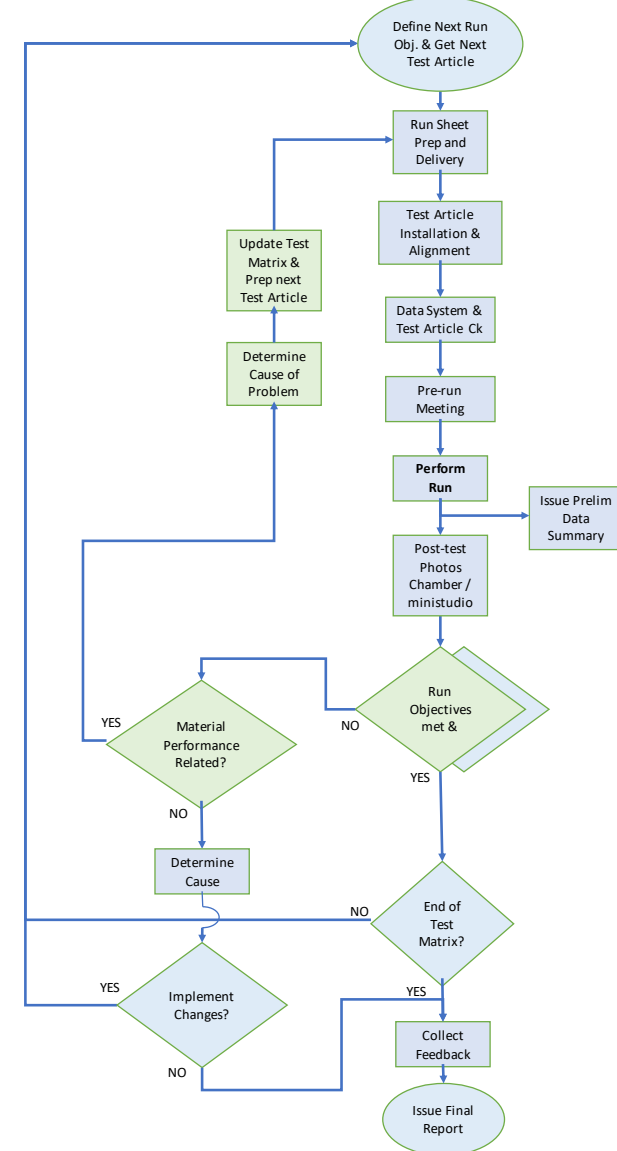 Define Next Run
Obj. & Get Next
Test Article
Run Sheet
Prep and
Delivery
Test Article
Installation &
Alignment
Update Test
Matrix &
Prep next
Test Article
Data System &
Test Article Ck
Determine
Cause of
Problem
Pre-run
Meeting
Perform
Run
Issue Prelim
Data
Summary
Post-test
Photos
Chamber /
ministudio
Run
Objectives
met &
NO
YES
Material
Performance
Related?
YES
NO
Determine
Cause
End of
Test
Matrix?
NO
YES
Implement
Changes?
YES
NO
Collect
Feedback
Issue Final
Report